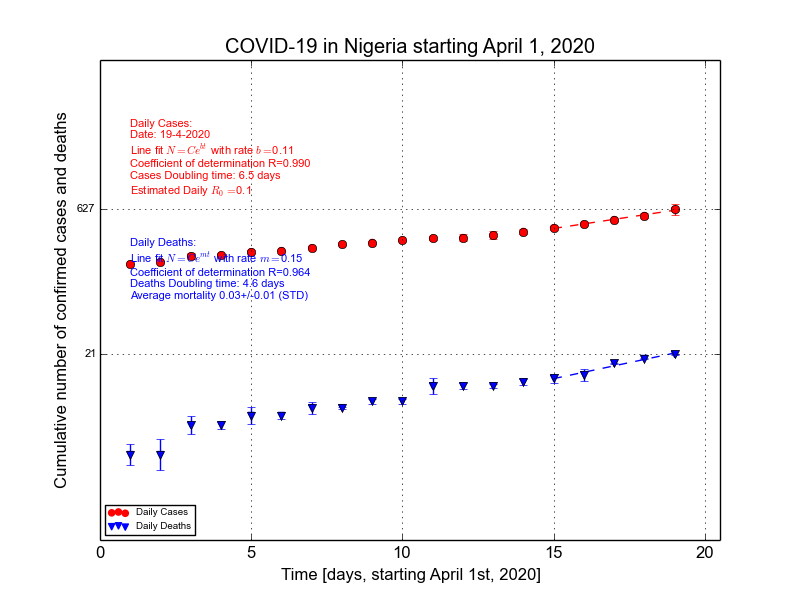 COVID-19 in Nigeria starting April 1, 2020
Daily Cases:
Date: 19-4-2020
Line fit N = Ce^{bt} with rate b = 0.11
Coefficient of determination R=0.990
Cases Doubling time: 6.5 days
Estimated Daily R_0 = 0.1
627
Daily Deaths:
Line fit N = Ce^{mt} with rate m = 0.15
Coefficient of determination R=0.964
Deaths Doubling time: 4.6 days
Average mortality 0.03+/-0.01 (STD)
21
Cumulative number of confirmed cases and deaths
Daily Cases
Daily Deaths
0 5 10 15 20
Time [days, starting April 1st, 2020]